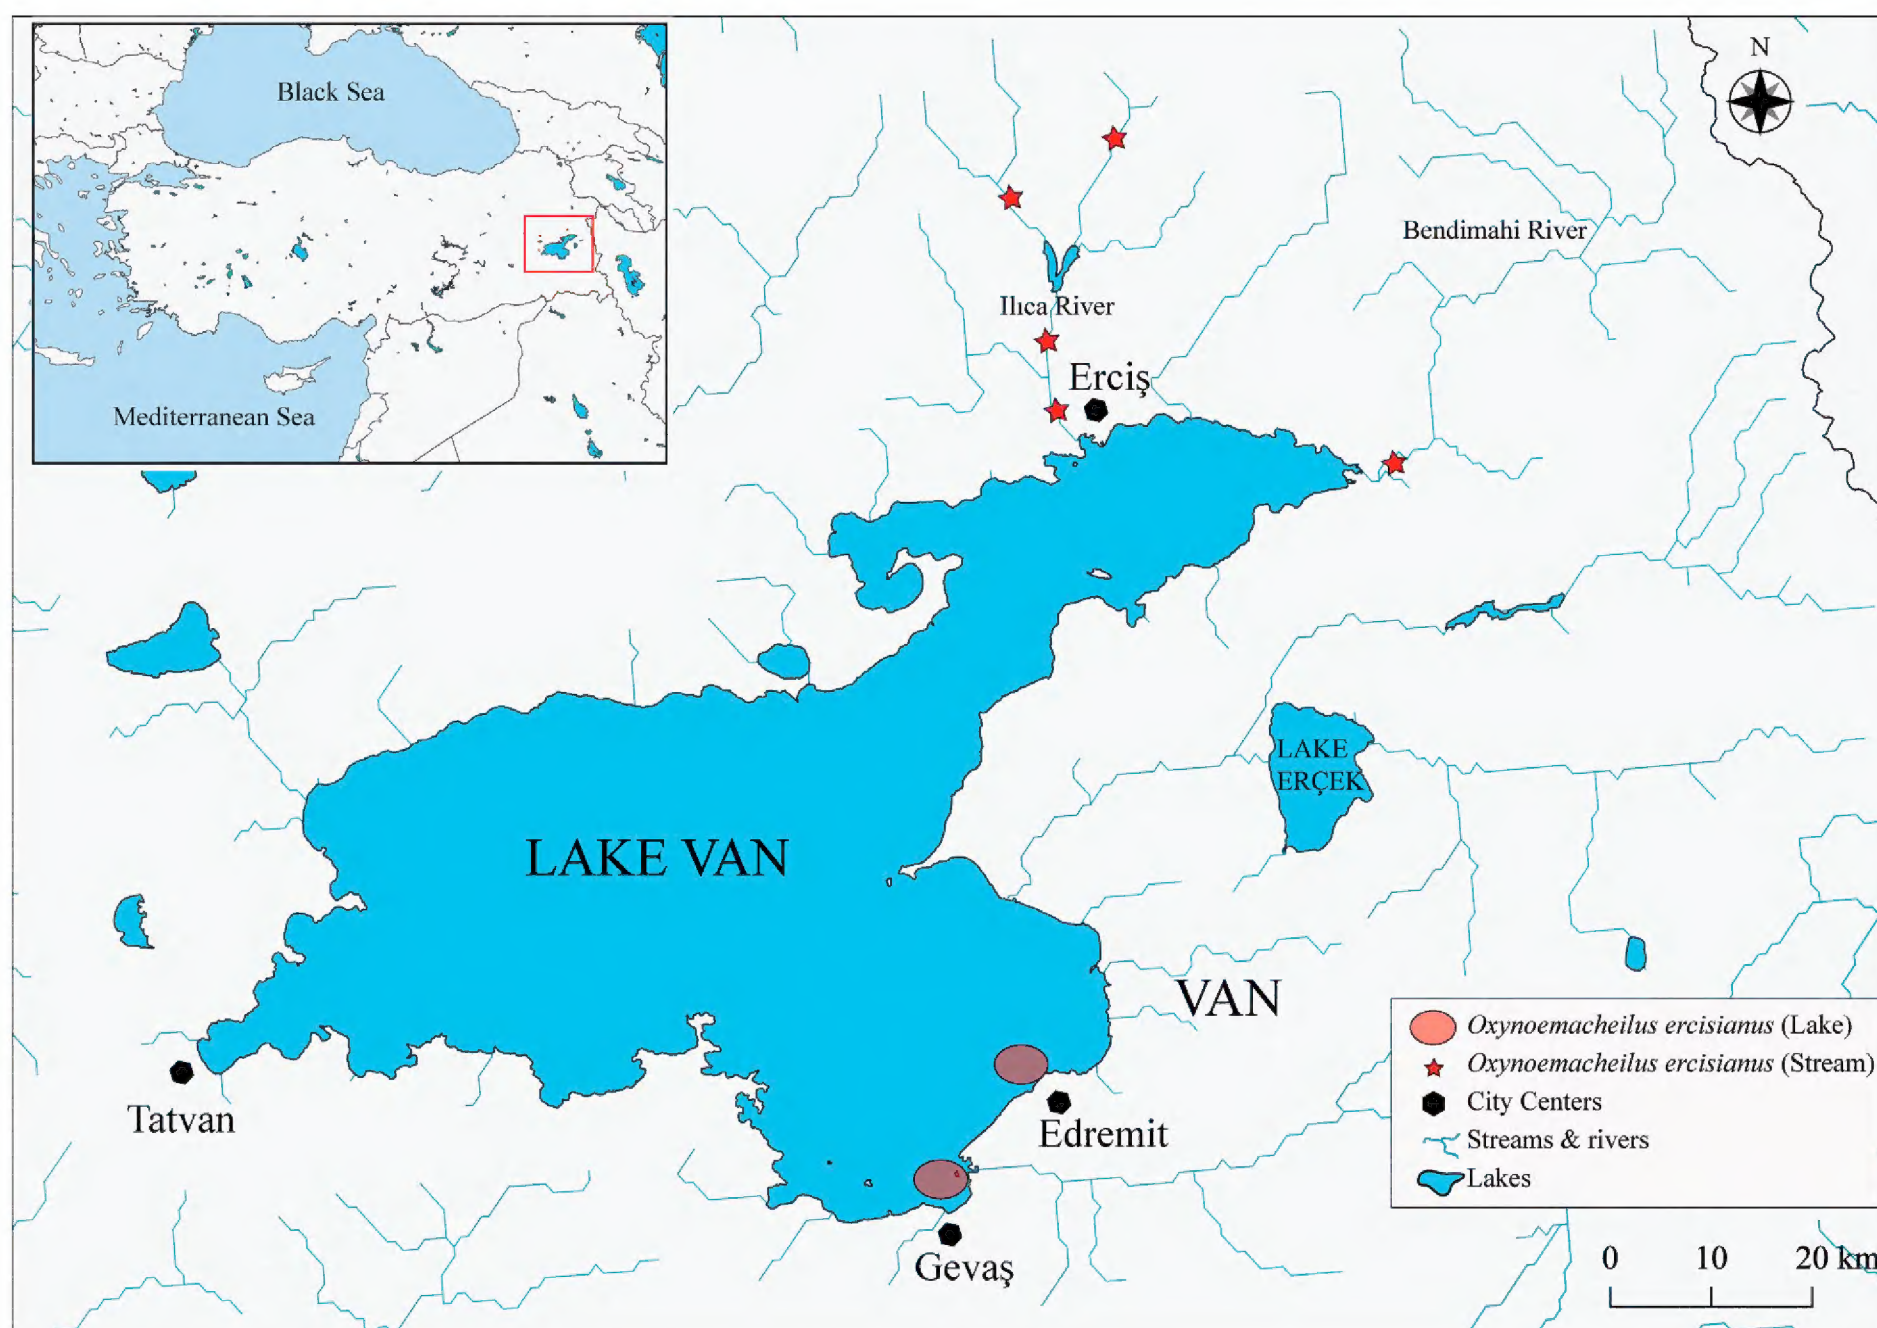 Black Sea
Mediterranean Sea
N
Bendimahi River
Ilıca River
Erciş
LAKE
ERÇEK
LAKE VAN
VAN
Tatvan
Edremit
Gevaş
Oxynoemacheilus ercisianus (Lake)
Oxynoemacheilus ercisianus (Stream)
City Centers
Streams & rivers
Lakes
0 10 20 km